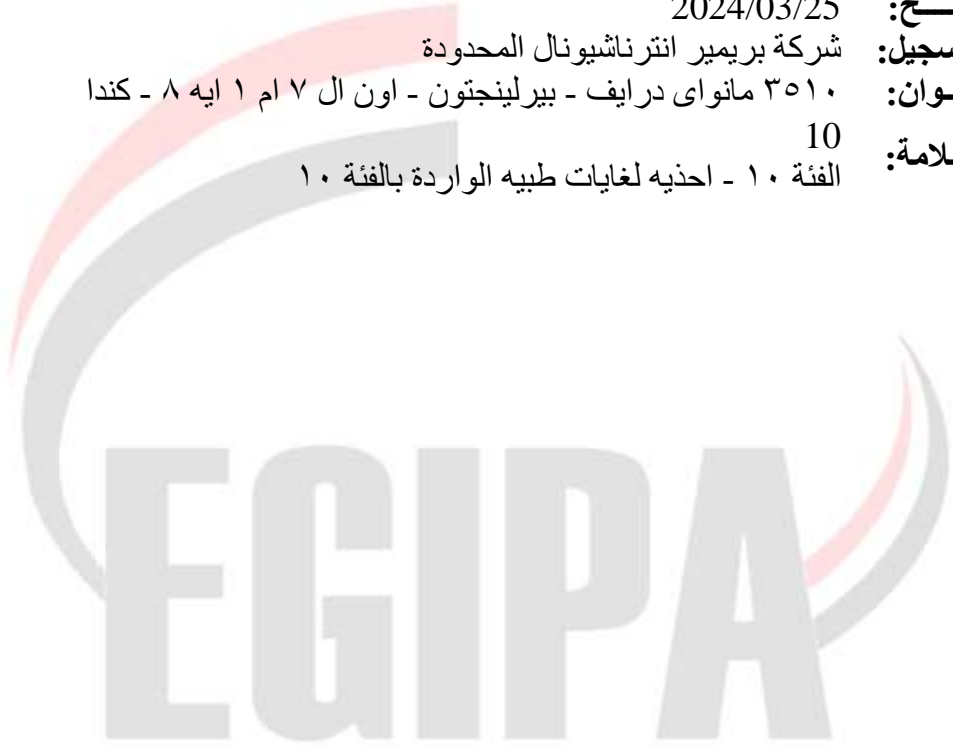 2024/03/25
شركة بريمير انترناشيونال المحدودة
٣٥١٠ مانواى درايف - بيرلينجتون - اون ال ٧ ام ١ ايه ٨ - كندا
10
الفئة ١٠ - احذيه لغايات طبيه الواردة بالفئة ١٠
EGIPA